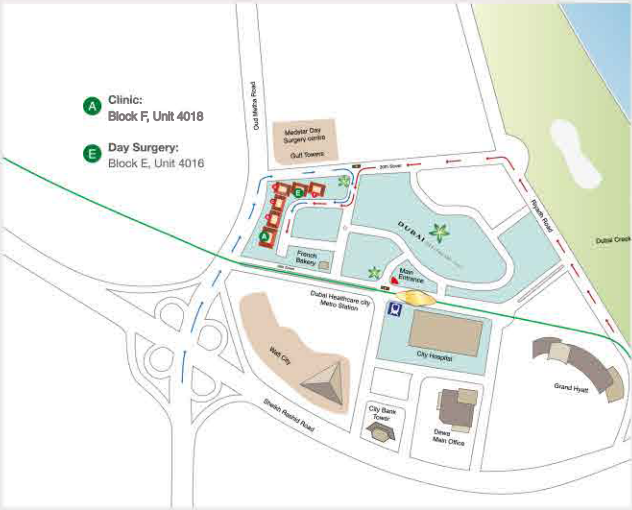 A
Clinic:
Block F, Unit 4018
E
Day Surgery:
Block E, Unit 4016
Oud Metha Road
Medstar Day
Surgery centre
Gulf Towers
E
A
French
Bakery
DUBAI
Main
Entrance
Riyadh Road
Dubai Creek
Dubai Healthcare city
Metro Station
Wafi City
City Hospital
Grand Hyatt
Sheikh Rashid Road
City Bank
Tower
Dewa
Main Office